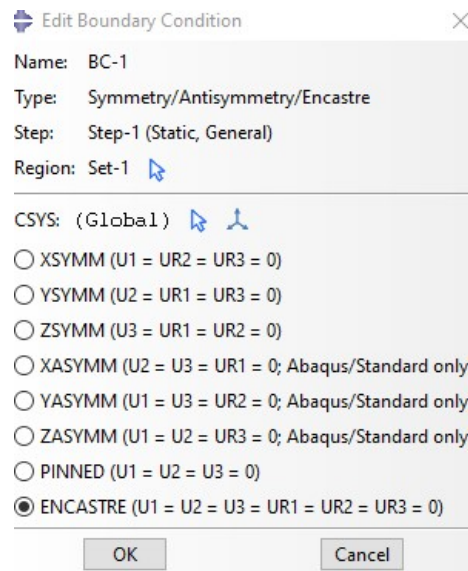 Edit Boundary Condition
Name: BC-1
Type: Symmetry/Antisymmetry/Encastre
Step: Step-1 (Static, General)
Region: Set-1
CSYS: (Global)
XSYMM (U1 = UR2 = UR3 = 0)
YSYMM (U2 = UR1 = UR3 = 0)
ZSYMM (U3 = UR1 = UR2 = 0)
XASYMM (U2 = U3 = UR1 = 0; Abaqus/Standard only
YASYMM (U1 = U3 = UR2 = 0; Abaqus/Standard only
ZASYMM (U1 = U2 = UR3 = 0; Abaqus/Standard only
PINNED (U1 = U2 = U3 = 0)
ENCASTRE (U1 = U2 = U3 = UR1 = UR2 = UR3 = 0)
OK Cancel